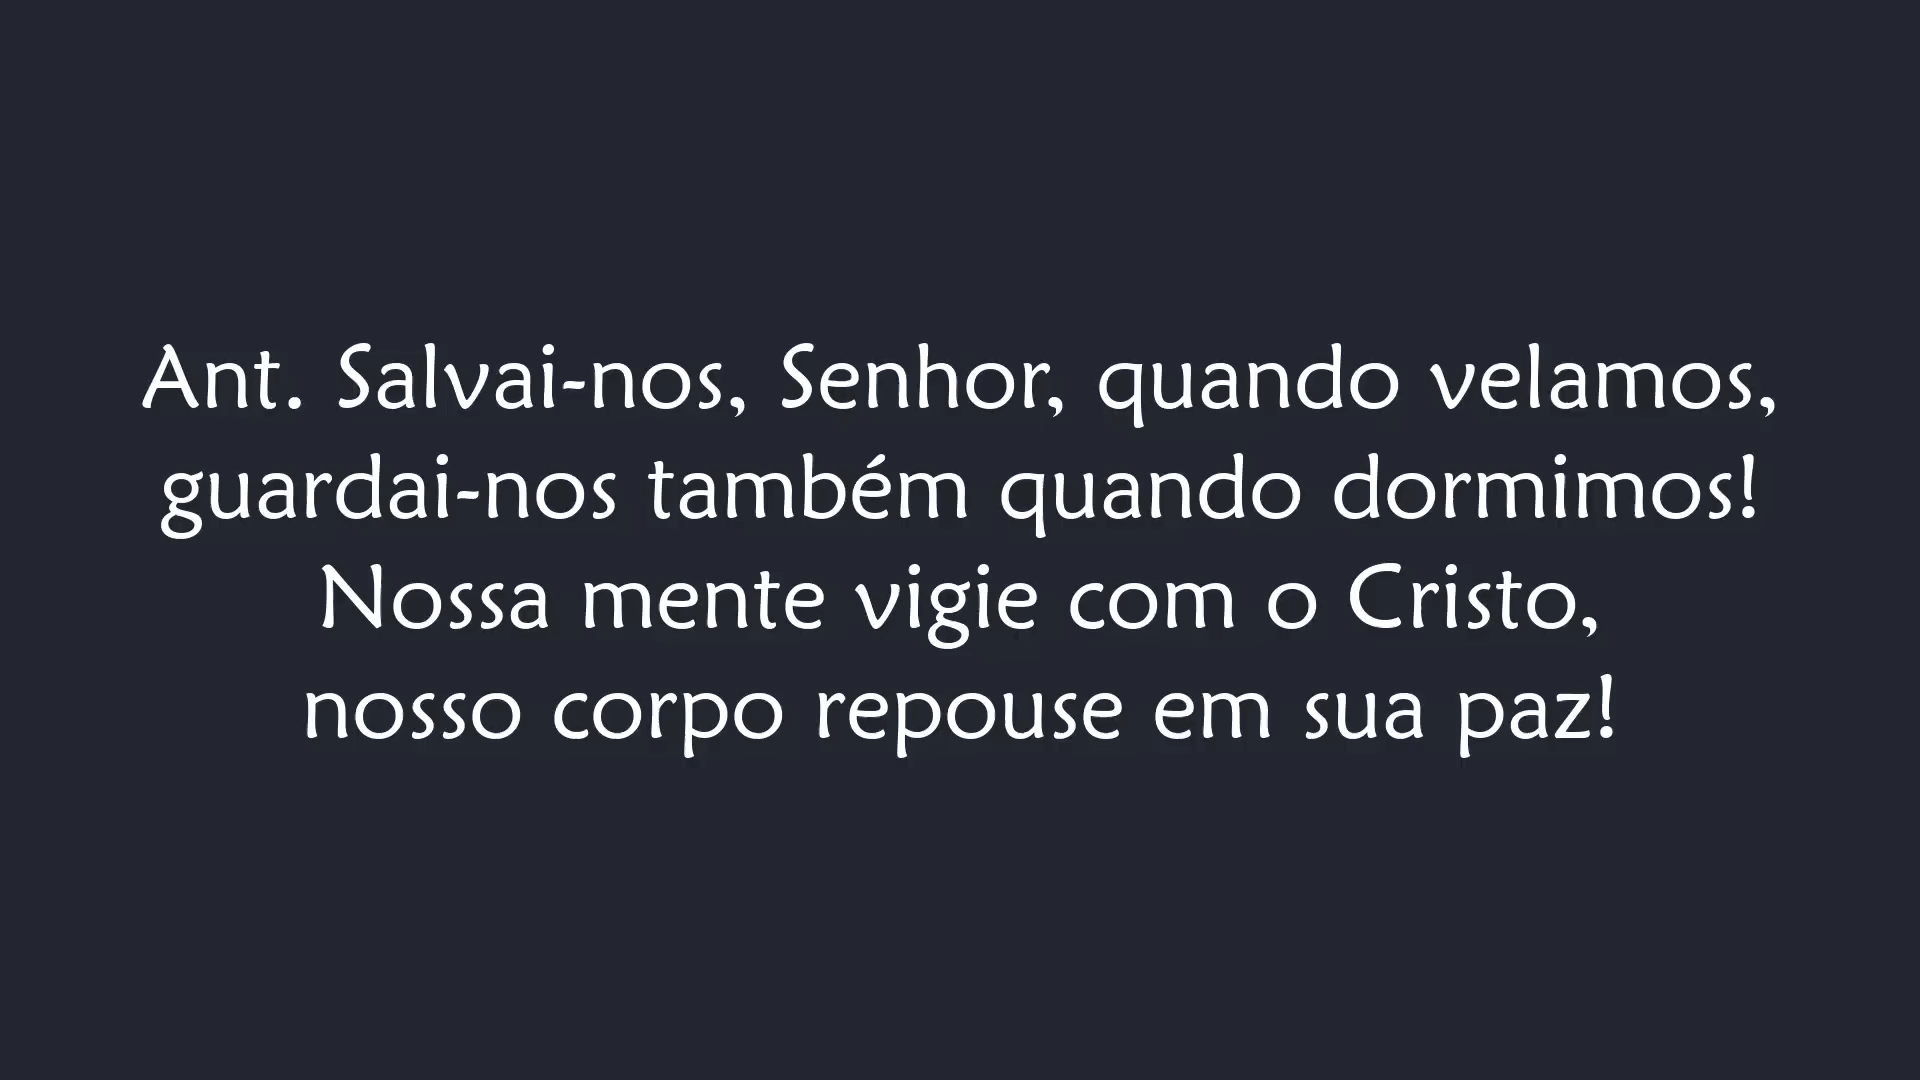 Ant. Salvai-nos, Senhor, quando velamos,
guardai-nos também quando dormimos!
Nossa mente vigie com o Cristo,
nosso corpo repouse em sua paz!